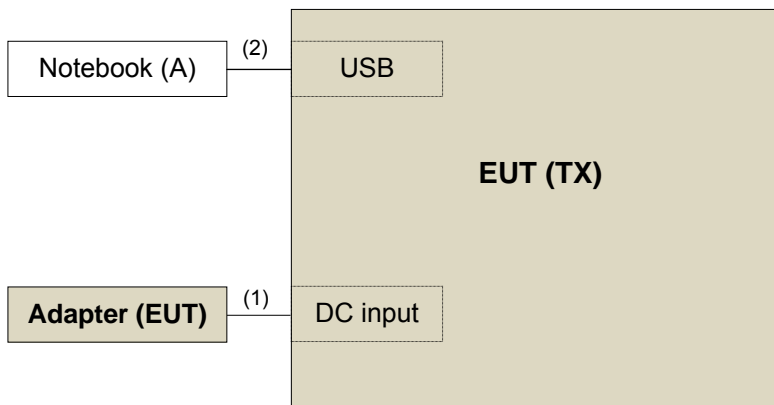 Notebook (A)
(2)
USB
EUT (TX)
Adapter (EUT)
(1)
DC input